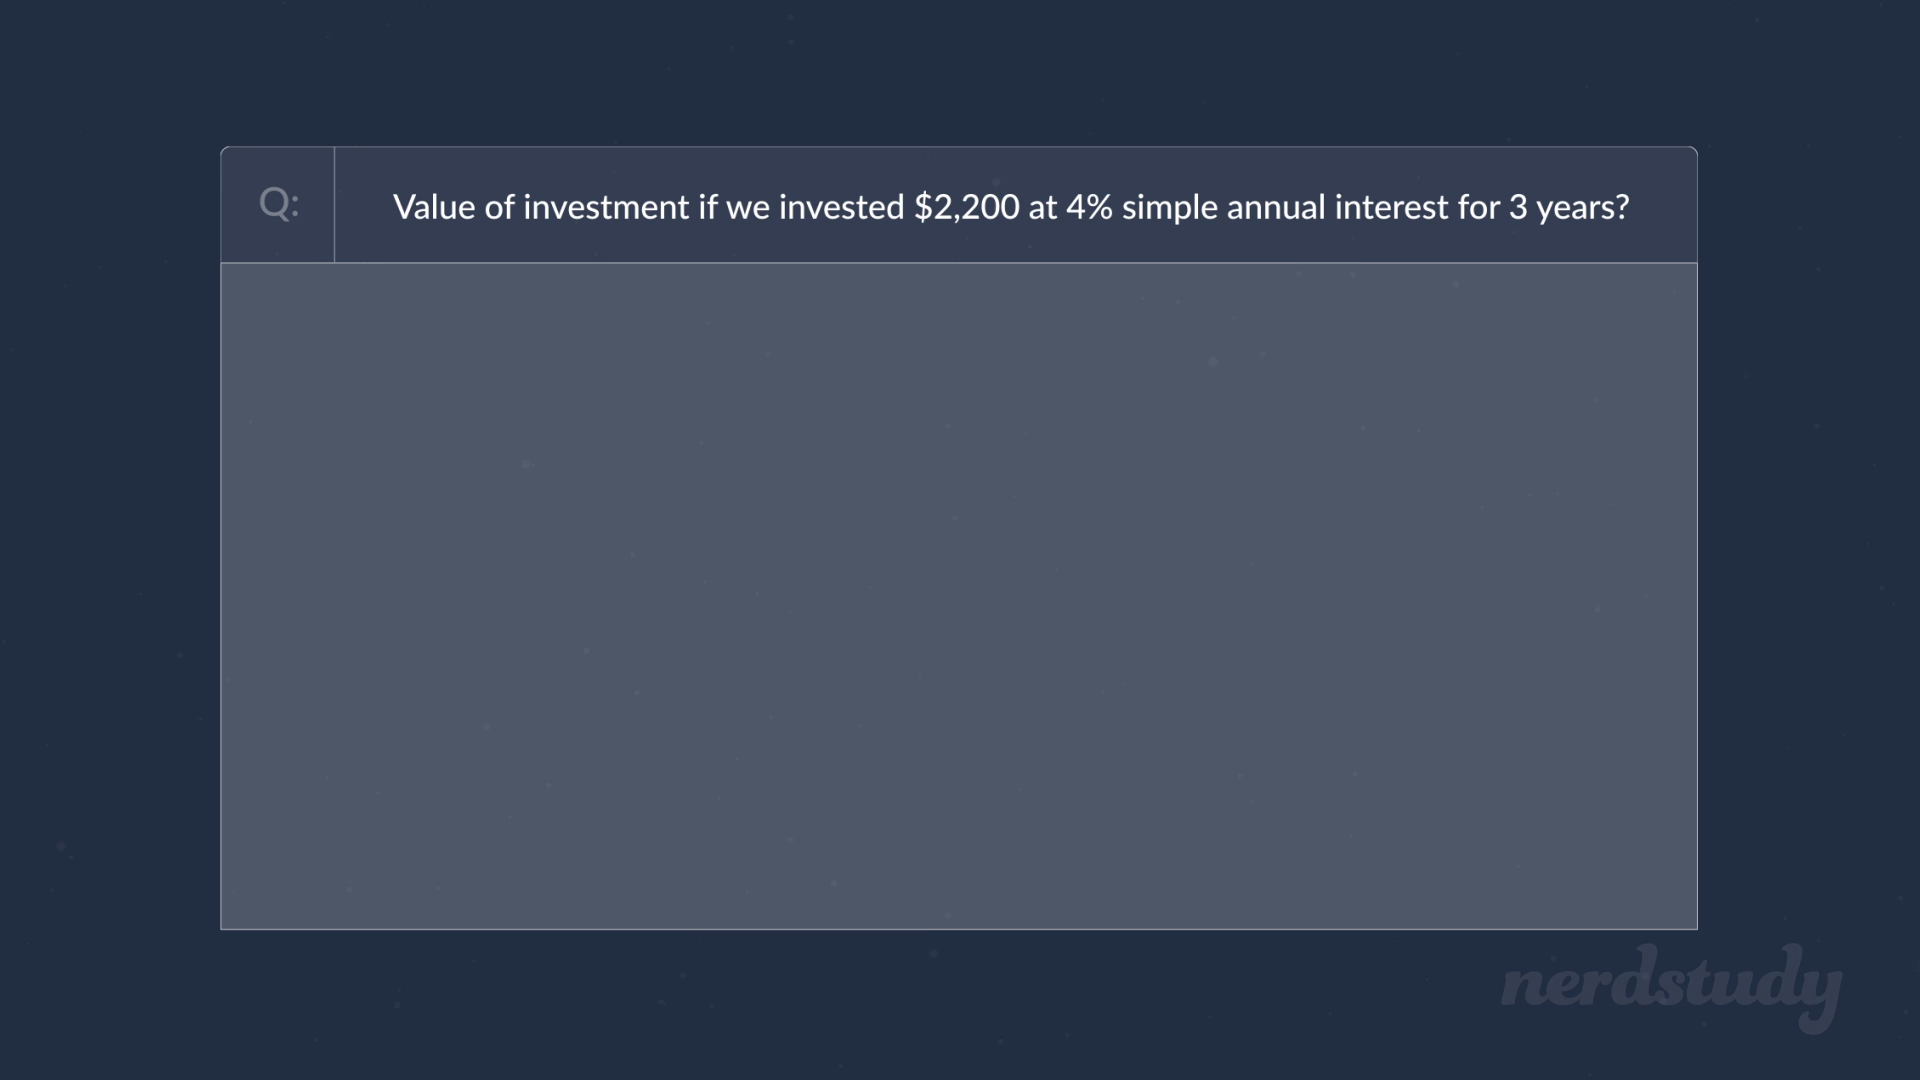 Q:
Value of investment if we invested $2,200 at 4% simple annual interest for 3 years?
nerdstudy